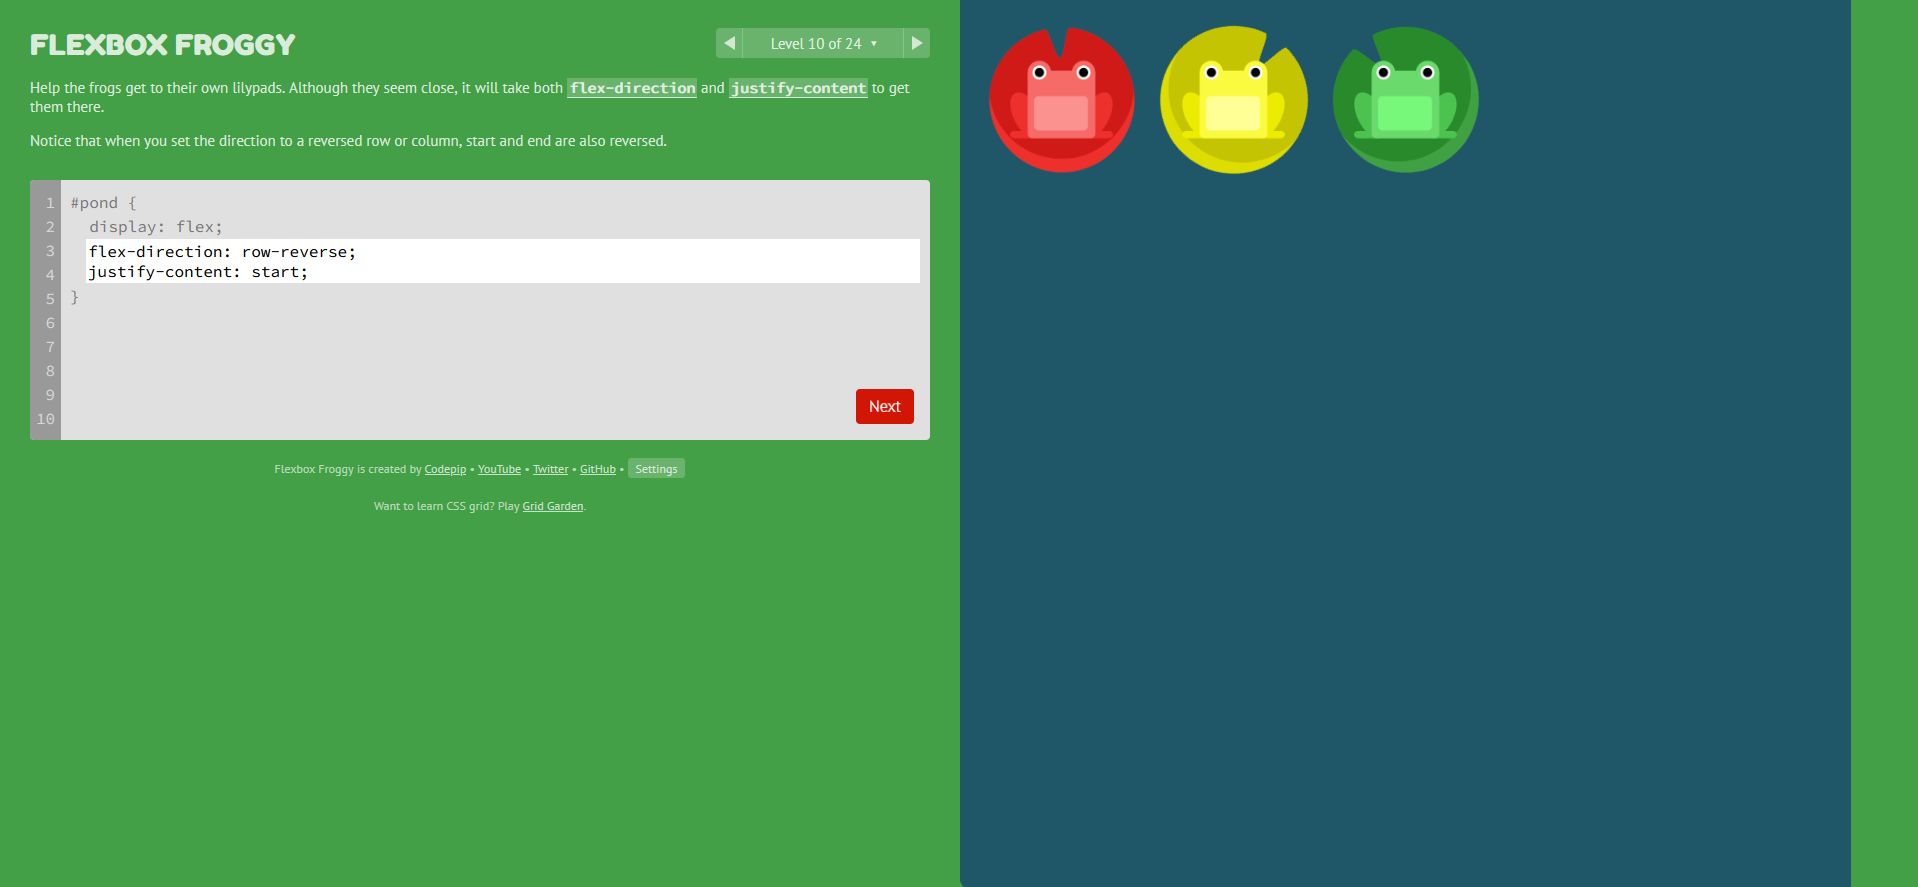 FLEXBOX FROGGY
◀ Level 10 of 24 ▼ ▶
Help the frogs get to their own lilypads. Although they seem close, it will take both flex-direction and justify-content to get
them there.
Notice that when you set the direction to a reversed row or column, start and end are also reversed.
1 #pond {
2 display: flex;
3 flex-direction: row-reverse;
4 justify-content: start;
5 }
6
7
8
9
10
Next
Flexbox Froggy is created by Codepip • YouTube • Twitter • GitHub • Settings
Want to learn CSS grid? Play Grid Garden.